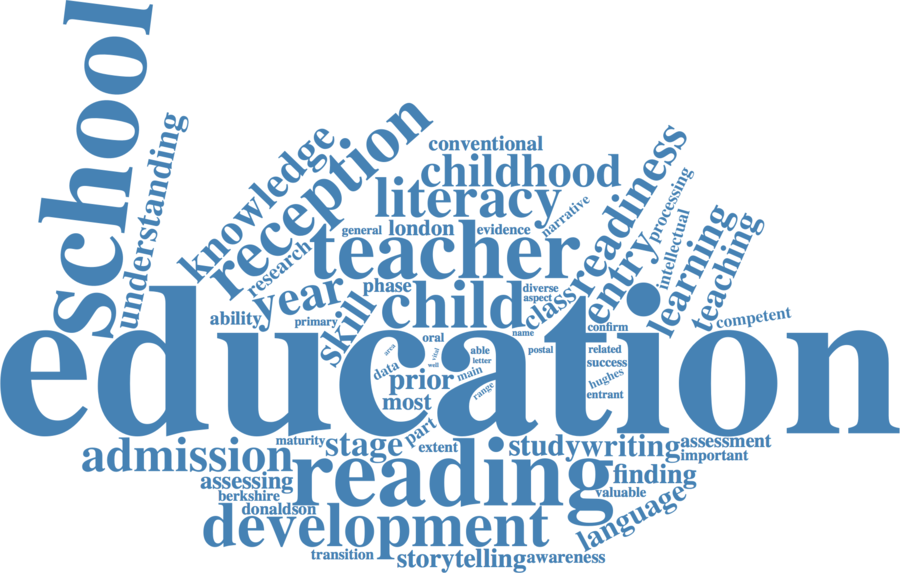 school
understanding
knowledge
reception
research
conventional
childhood
literacy
narrative
general
london
evidence
teacher
readiness
processing
intellectual
entry
learning
teaching
competent
year
phase
child
diverse
aspect
class
ability
primary
skill
name
confirm
education
oral
area
vital
well
able
letter
postal
related
success
data
prior
main
range
hughes
entrant
most
part
maturity
stage
extent
study
writing
assessment
important
admission
reading
finding
assessing
berkshire
valuable
donaldson
development
language
transition
storytelling
awareness